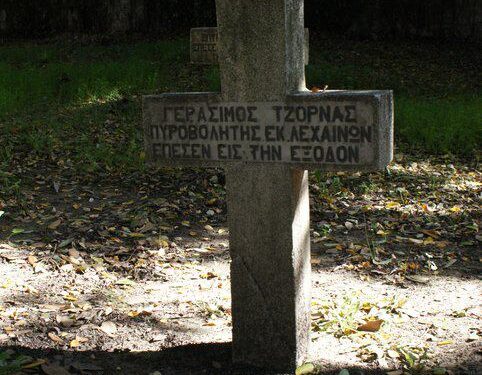 ΓΕΡΑΣΙΜΟΣ ΤΖΟΡΝΑΣ
ΠΥΡΟΒΟΛΗΤΗΣ ΕΚ ΛΕΧΑΙΝΩΝ
ΕΠΕΣΕΝ ΕΙΣ ΤΗΝ ΕΞΟΔΟΝ